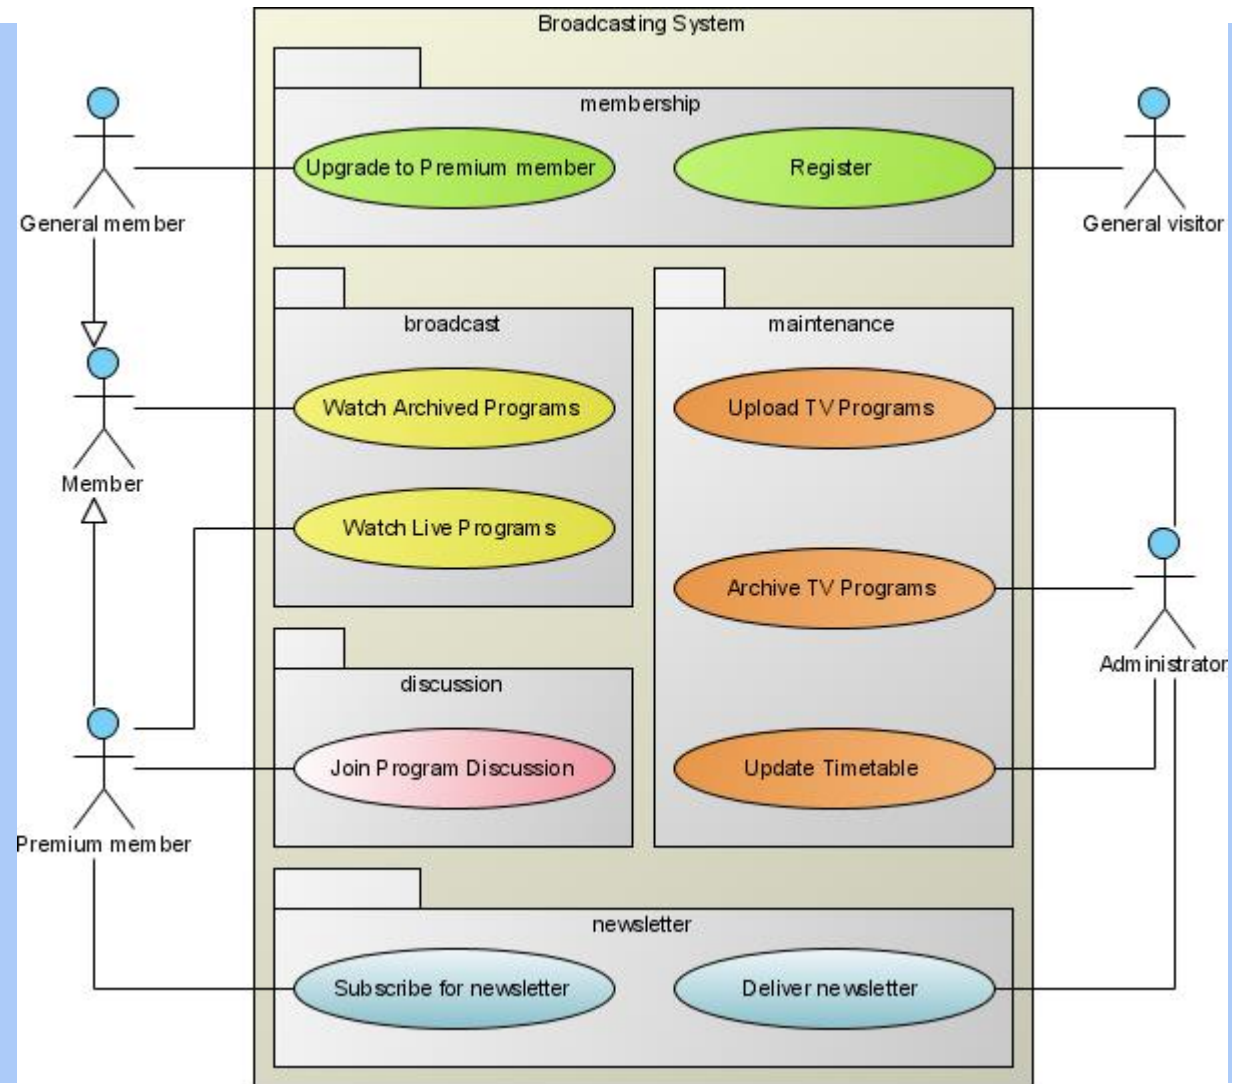 Broadcasting System
membership
Upgrade to Premium member
Register
General member
General visitor
broadcast
maintenance
Watch Archived Programs
Upload TV Programs
Member
Watch Live Programs
Archive TV Programs
Administrator
discussion
Join Program Discussion
Update Timetable
Premium member
newsletter
Subscribe for newsletter
Deliver newsletter